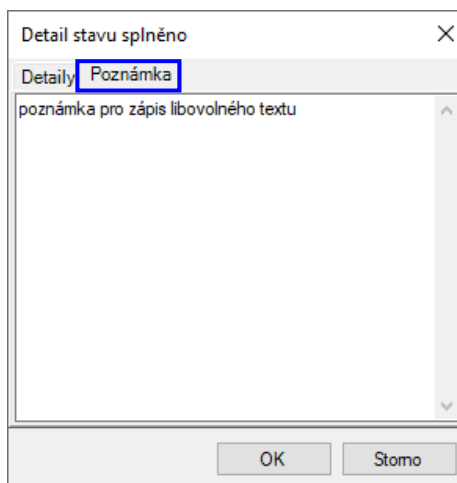 Detail stavu splněno
Detaily Poznámka
poznámka pro zápis libovolného textu
OK Storno